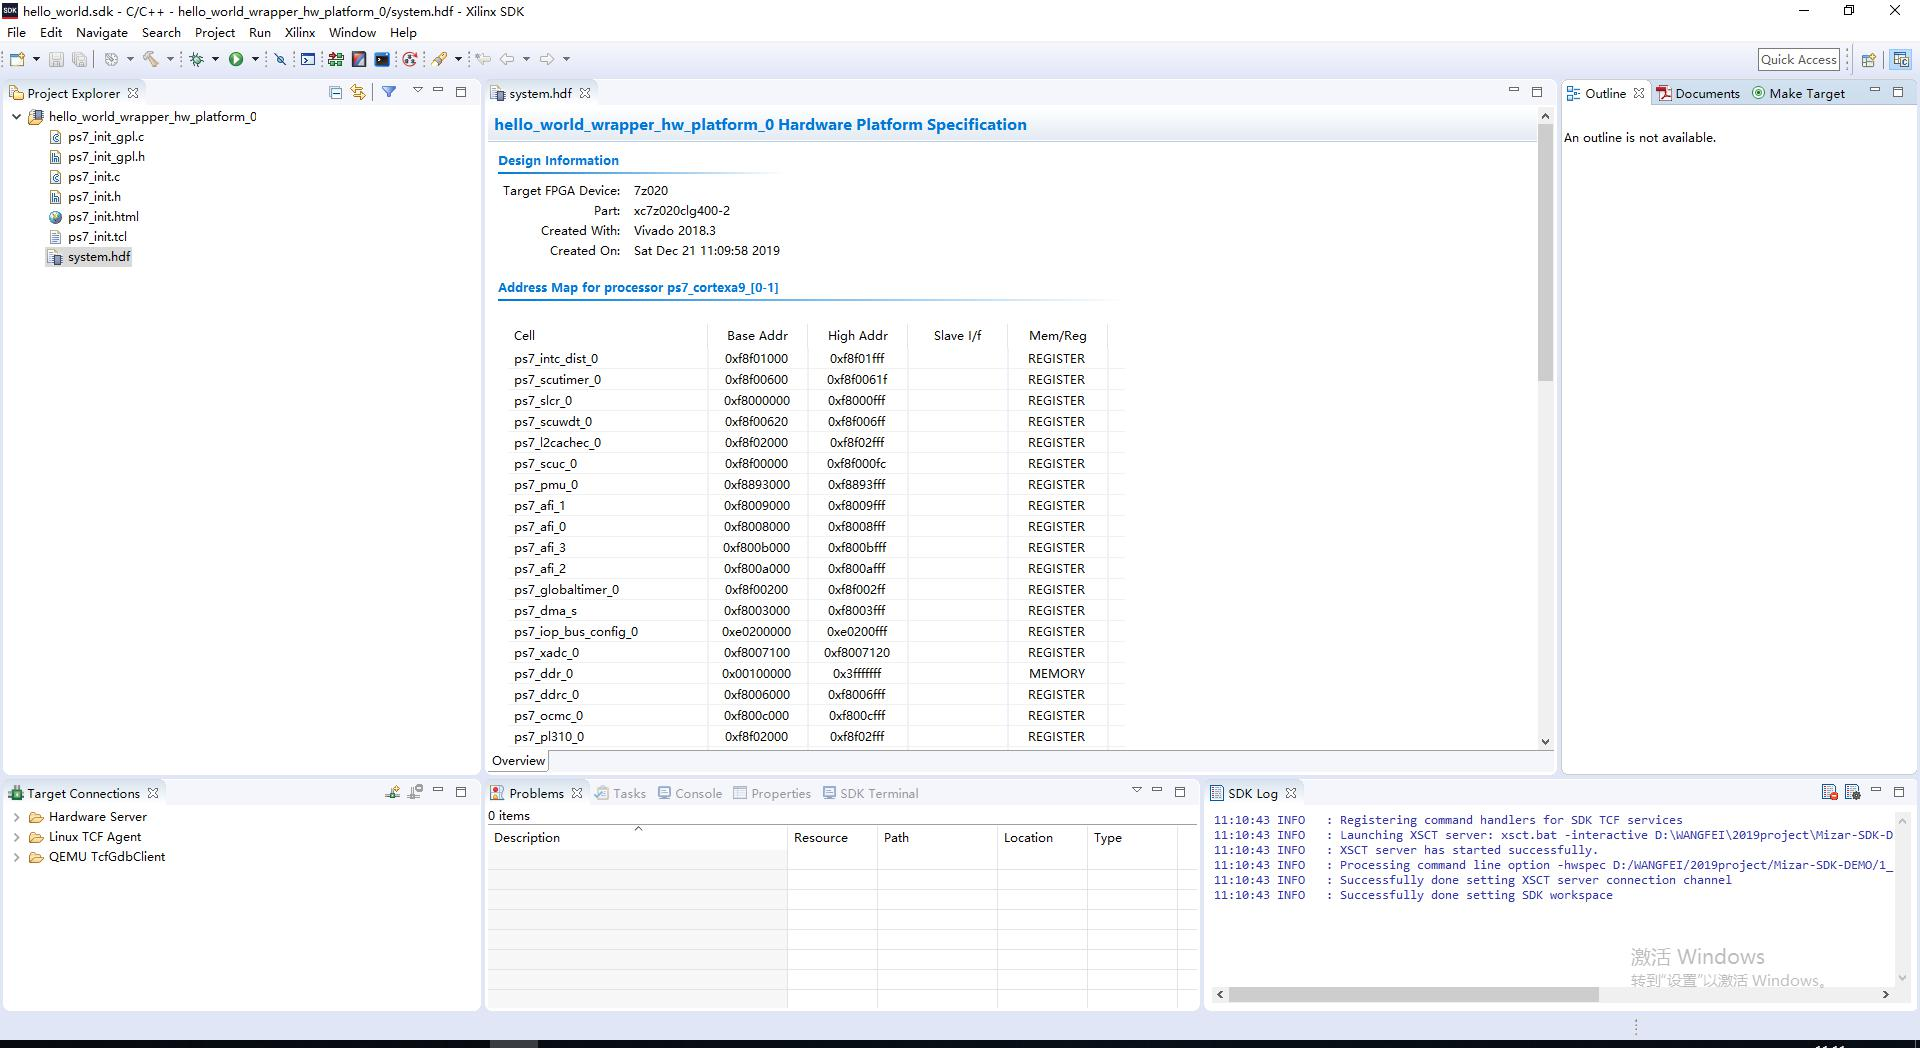 SDK hello_world.sdk - C/C++ - hello_world_wrapper_hw_platform_0/system.hdf - Xilinx SDK
File Edit Navigate Search Project Run Xilinx Window Help
Quick Access
Project Explorer
hello_world_wrapper_hw_platform_0
ps7_init_gpl.c
ps7_init_gpl.h
ps7_init.c
ps7_init.h
ps7_init.html
ps7_init.tcl
system.hdf
system.hdf
hello_world_wrapper_hw_platform_0 Hardware Platform Specification
Design Information
Target FPGA Device: 7z020
Part: xc7z020clg400-2
Created With: Vivado 2018.3
Created On: Sat Dec 21 11:09:58 2019
Address Map for processor ps7_cortexa9_[0-1]
Cell Base Addr High Addr Slave I/f Mem/Reg
ps7_intc_dist_0 0xf8f01000 0xf8f01fff REGISTER
ps7_scutimer_0 0xf8f00600 0xf8f0061f REGISTER
ps7_slcr_0 0xf8000000 0xf8000fff REGISTER
ps7_scuwdt_0 0xf8f00620 0xf8f006ff REGISTER
ps7_l2cachec_0 0xf8f02000 0xf8f02fff REGISTER
ps7_scuc_0 0xf8f00000 0xf8f000fc REGISTER
ps7_pmu_0 0xf8893000 0xf8893fff REGISTER
ps7_afi_1 0xf8009000 0xf8009fff REGISTER
ps7_afi_0 0xf8008000 0xf8008fff REGISTER
ps7_afi_3 0xf800b000 0xf800bfff REGISTER
ps7_afi_2 0xf800a000 0xf800afff REGISTER
ps7_globaltimer_0 0xf8f00200 0xf8f002ff REGISTER
ps7_dma_s 0xf8003000 0xf8003fff REGISTER
ps7_iop_bus_config_0 0xe0200000 0xe0200fff REGISTER
ps7_xadc_0 0xf8007100 0xf8007120 REGISTER
ps7_ddr_0 0x00100000 0x3fffffff MEMORY
ps7_ddrc_0 0xf8006000 0xf8006fff REGISTER
ps7_ocmc_0 0xf800c000 0xf800cfff REGISTER
ps7_pl310_0 0xf8f02000 0xf8f02fff REGISTER
Overview
Outline Documents Make Target
An outline is not available.
Target Connections
Hardware Server
Linux TCF Agent
QEMU TcfGdbClient
Problems Tasks Console Properties SDK Terminal
0 items
Description Resource Path Location Type
SDK Log
11:10:43 INFO : Registering command handlers for SDK TCF services
11:10:43 INFO : Launching XSCT server: xsct.bat -interactive D:\WANGFEI\2019project\Mizar-SDK-D
11:10:43 INFO : XSCT server has started successfully.
11:10:43 INFO : Processing command line option -hwspec D:/WANGFEI/2019project/Mizar-SDK-DEMO/1_
11:10:43 INFO : Successfully done setting XSCT server connection channel
11:10:43 INFO : Successfully done setting SDK workspace
激活 Windows
转到"设置"以激活 Windows。